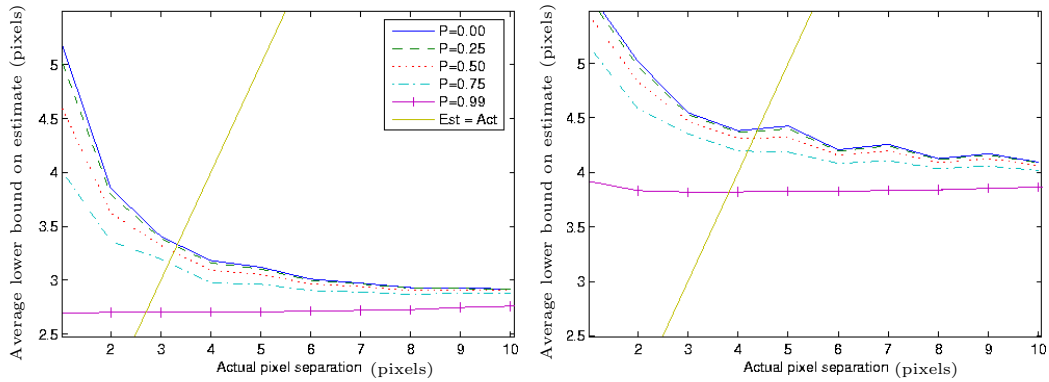 Average lower bound on estimate (pixels)
5
4.5
4
3.5
3
2.5
2 3 4 5 6 7 8 9 10
Actual pixel separation (pixels)
P=0.00
P=0.25
P=0.50
P=0.75
P=0.99
Est = Act
Average lower bound on estimate (pixels)
5
4.5
4
3.5
3
2.5
2 3 4 5 6 7 8 9 10
Actual pixel separation (pixels)